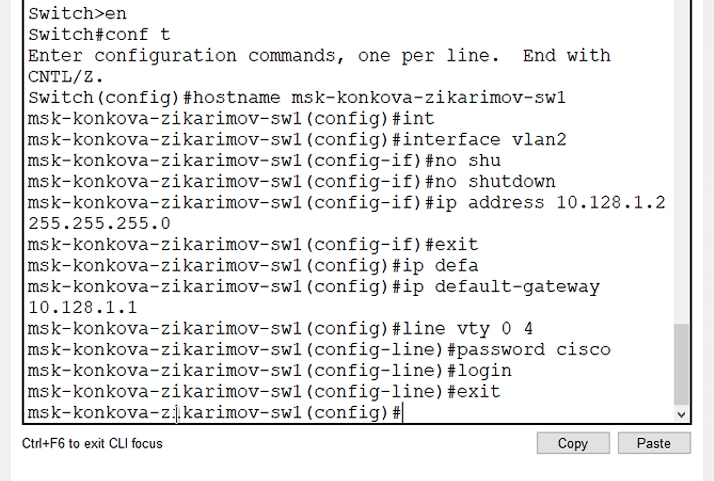 Switch>en
Switch#conf t
Enter configuration commands, one per line.  End with
CNTL/Z.
Switch(config)#hostname msk-konkova-zikarimov-sw1
msk-konkova-zikarimov-sw1(config)#int
msk-konkova-zikarimov-sw1(config)#interface vlan2
msk-konkova-zikarimov-sw1(config-if)#no shu
msk-konkova-zikarimov-sw1(config-if)#no shutdown
msk-konkova-zikarimov-sw1(config-if)#ip address 10.128.1.2
255.255.255.0
msk-konkova-zikarimov-sw1(config-if)#exit
msk-konkova-zikarimov-sw1(config)#ip defa
msk-konkova-zikarimov-sw1(config)#ip default-gateway
10.128.1.1
msk-konkova-zikarimov-sw1(config)#line vty 0 4
msk-konkova-zikarimov-sw1(config-line)#password cisco
msk-konkova-zikarimov-sw1(config-line)#login
msk-konkova-zikarimov-sw1(config-line)#exit
msk-konkova-zikarimov-sw1(config)#
Ctrl+F6 to exit CLI focus
Copy
Paste